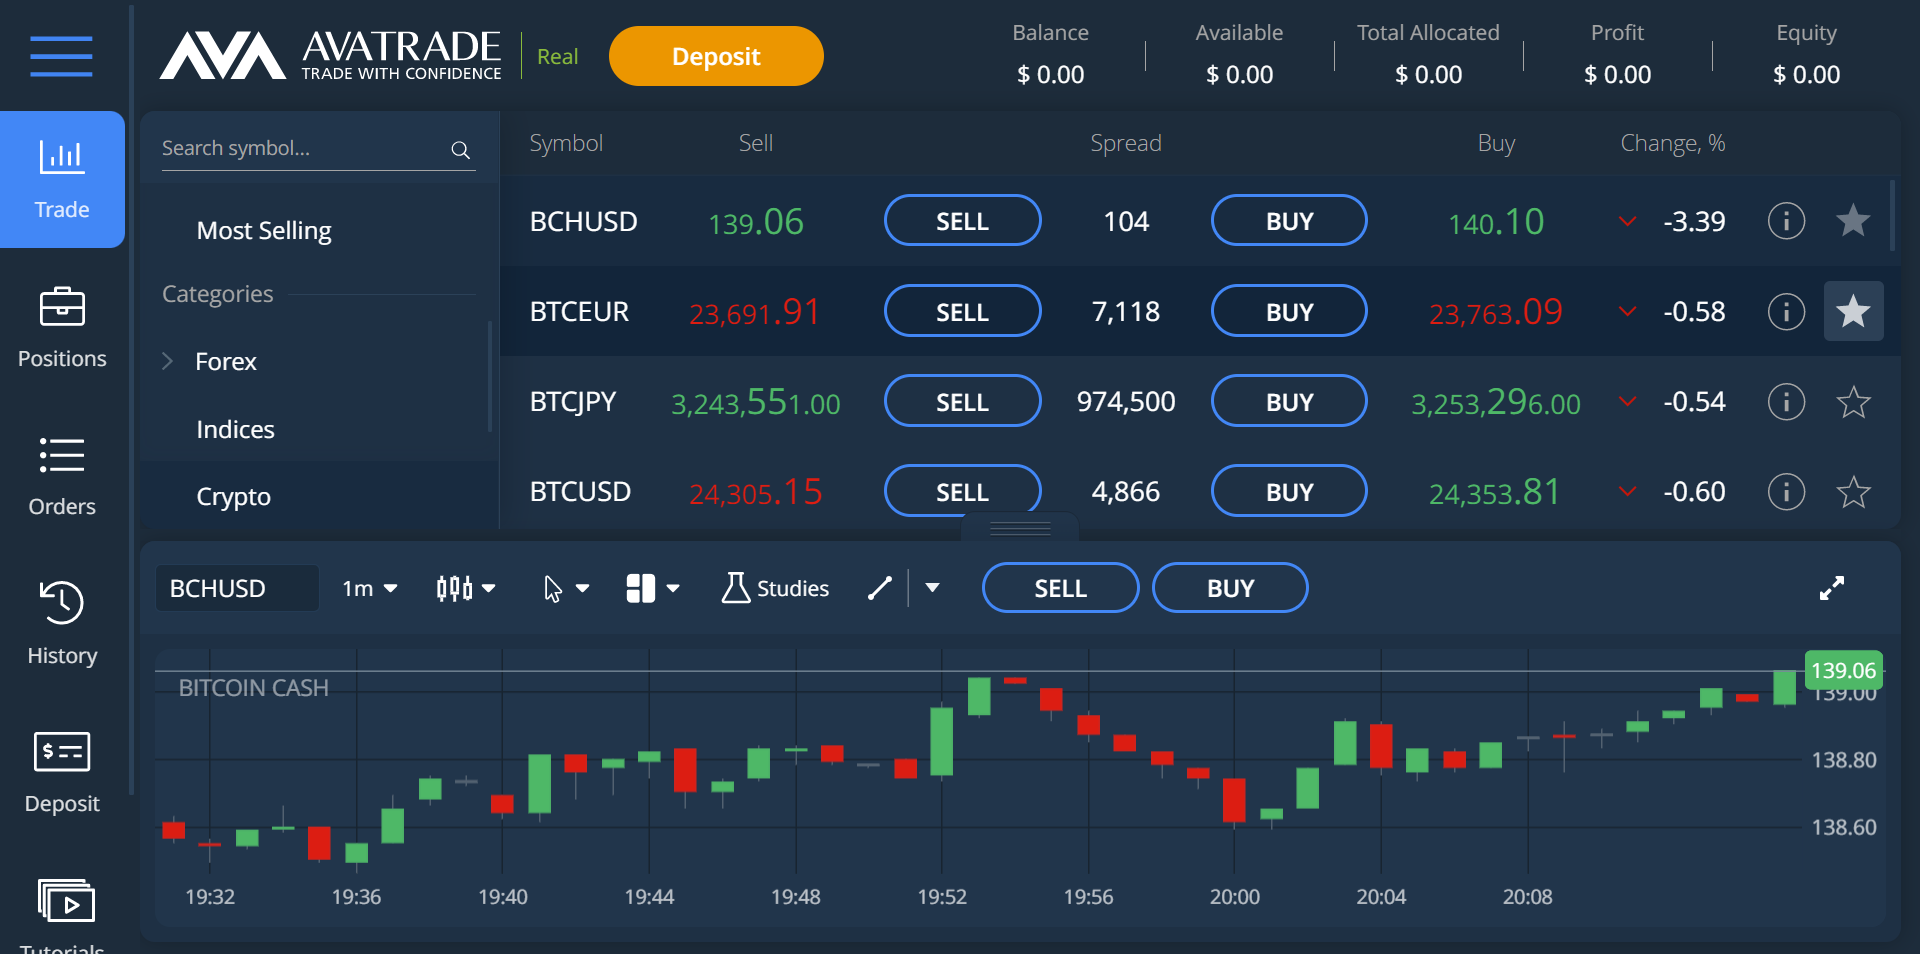 AVATRADE
TRADE WITH CONFIDENCE
Real
Deposit
Balance
$ 0.00
Available
$ 0.00
Total Allocated
$ 0.00
Profit
$ 0.00
Equity
$ 0.00
Trade
Positions
Orders
History
Deposit
Tutorials
Search symbol...
Most Selling
Categories
Forex
Indices
Crypto
Symbol Sell Spread Buy Change, %
BCHUSD 139.06 SELL 104 BUY 140.10 -3.39
BTCEUR 23,691.91 SELL 7,118 BUY 23,763.09 -0.58
BTCJPY 3,243,551.00 SELL 974,500 BUY 3,253,296.00 -0.54
BTCUSD 24,305.15 SELL 4,866 BUY 24,353.81 -0.60
BCHUSD 1m Studies SELL BUY
BITCOIN CASH
139.06
139.00
138.80
138.60
19:32 19:36 19:40 19:44 19:48 19:52 19:56 20:00 20:04 20:08